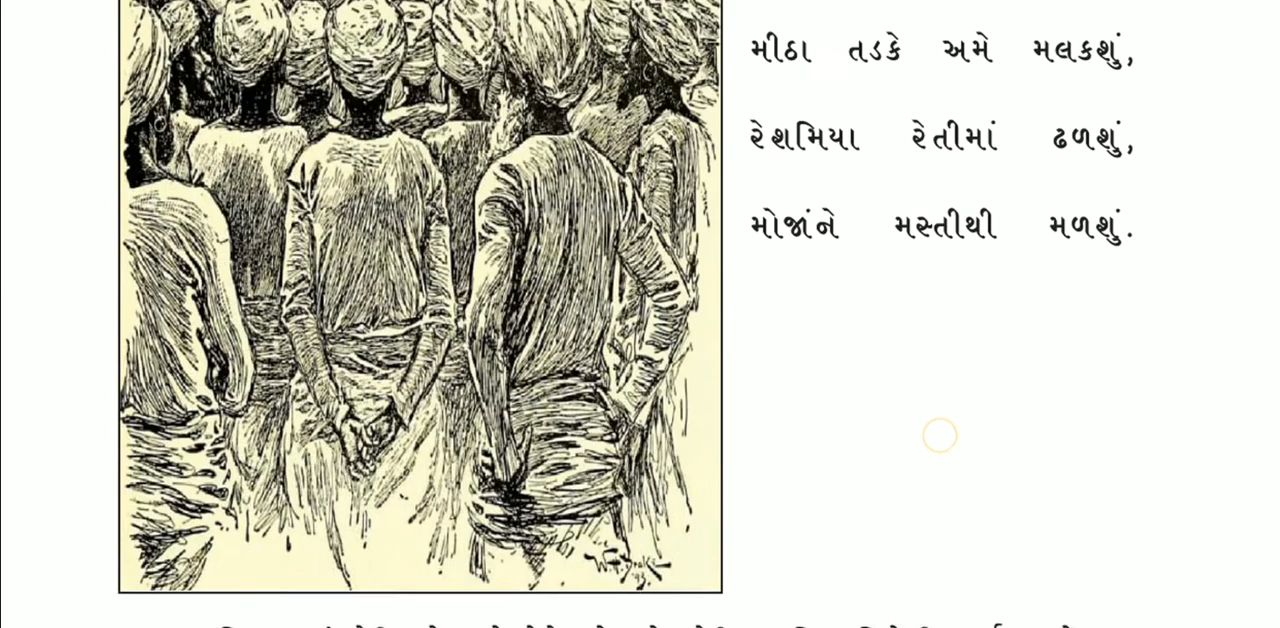 મીઠા તડકે અમે મલકશું,
રેશમિયા રેતીમાં ઢળશું,
મોજાંને મસ્તીથી મળશું.